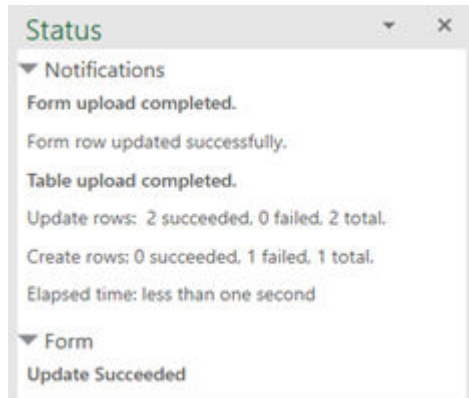 Status
Notifications
Form upload completed.
Form row updated successfully.
Table upload completed.
Update rows:  2 succeeded, 0 failed, 2 total.
Create rows: 0 succeeded, 1 failed, 1 total.
Elapsed time: less than one second
Form
Update Succeeded